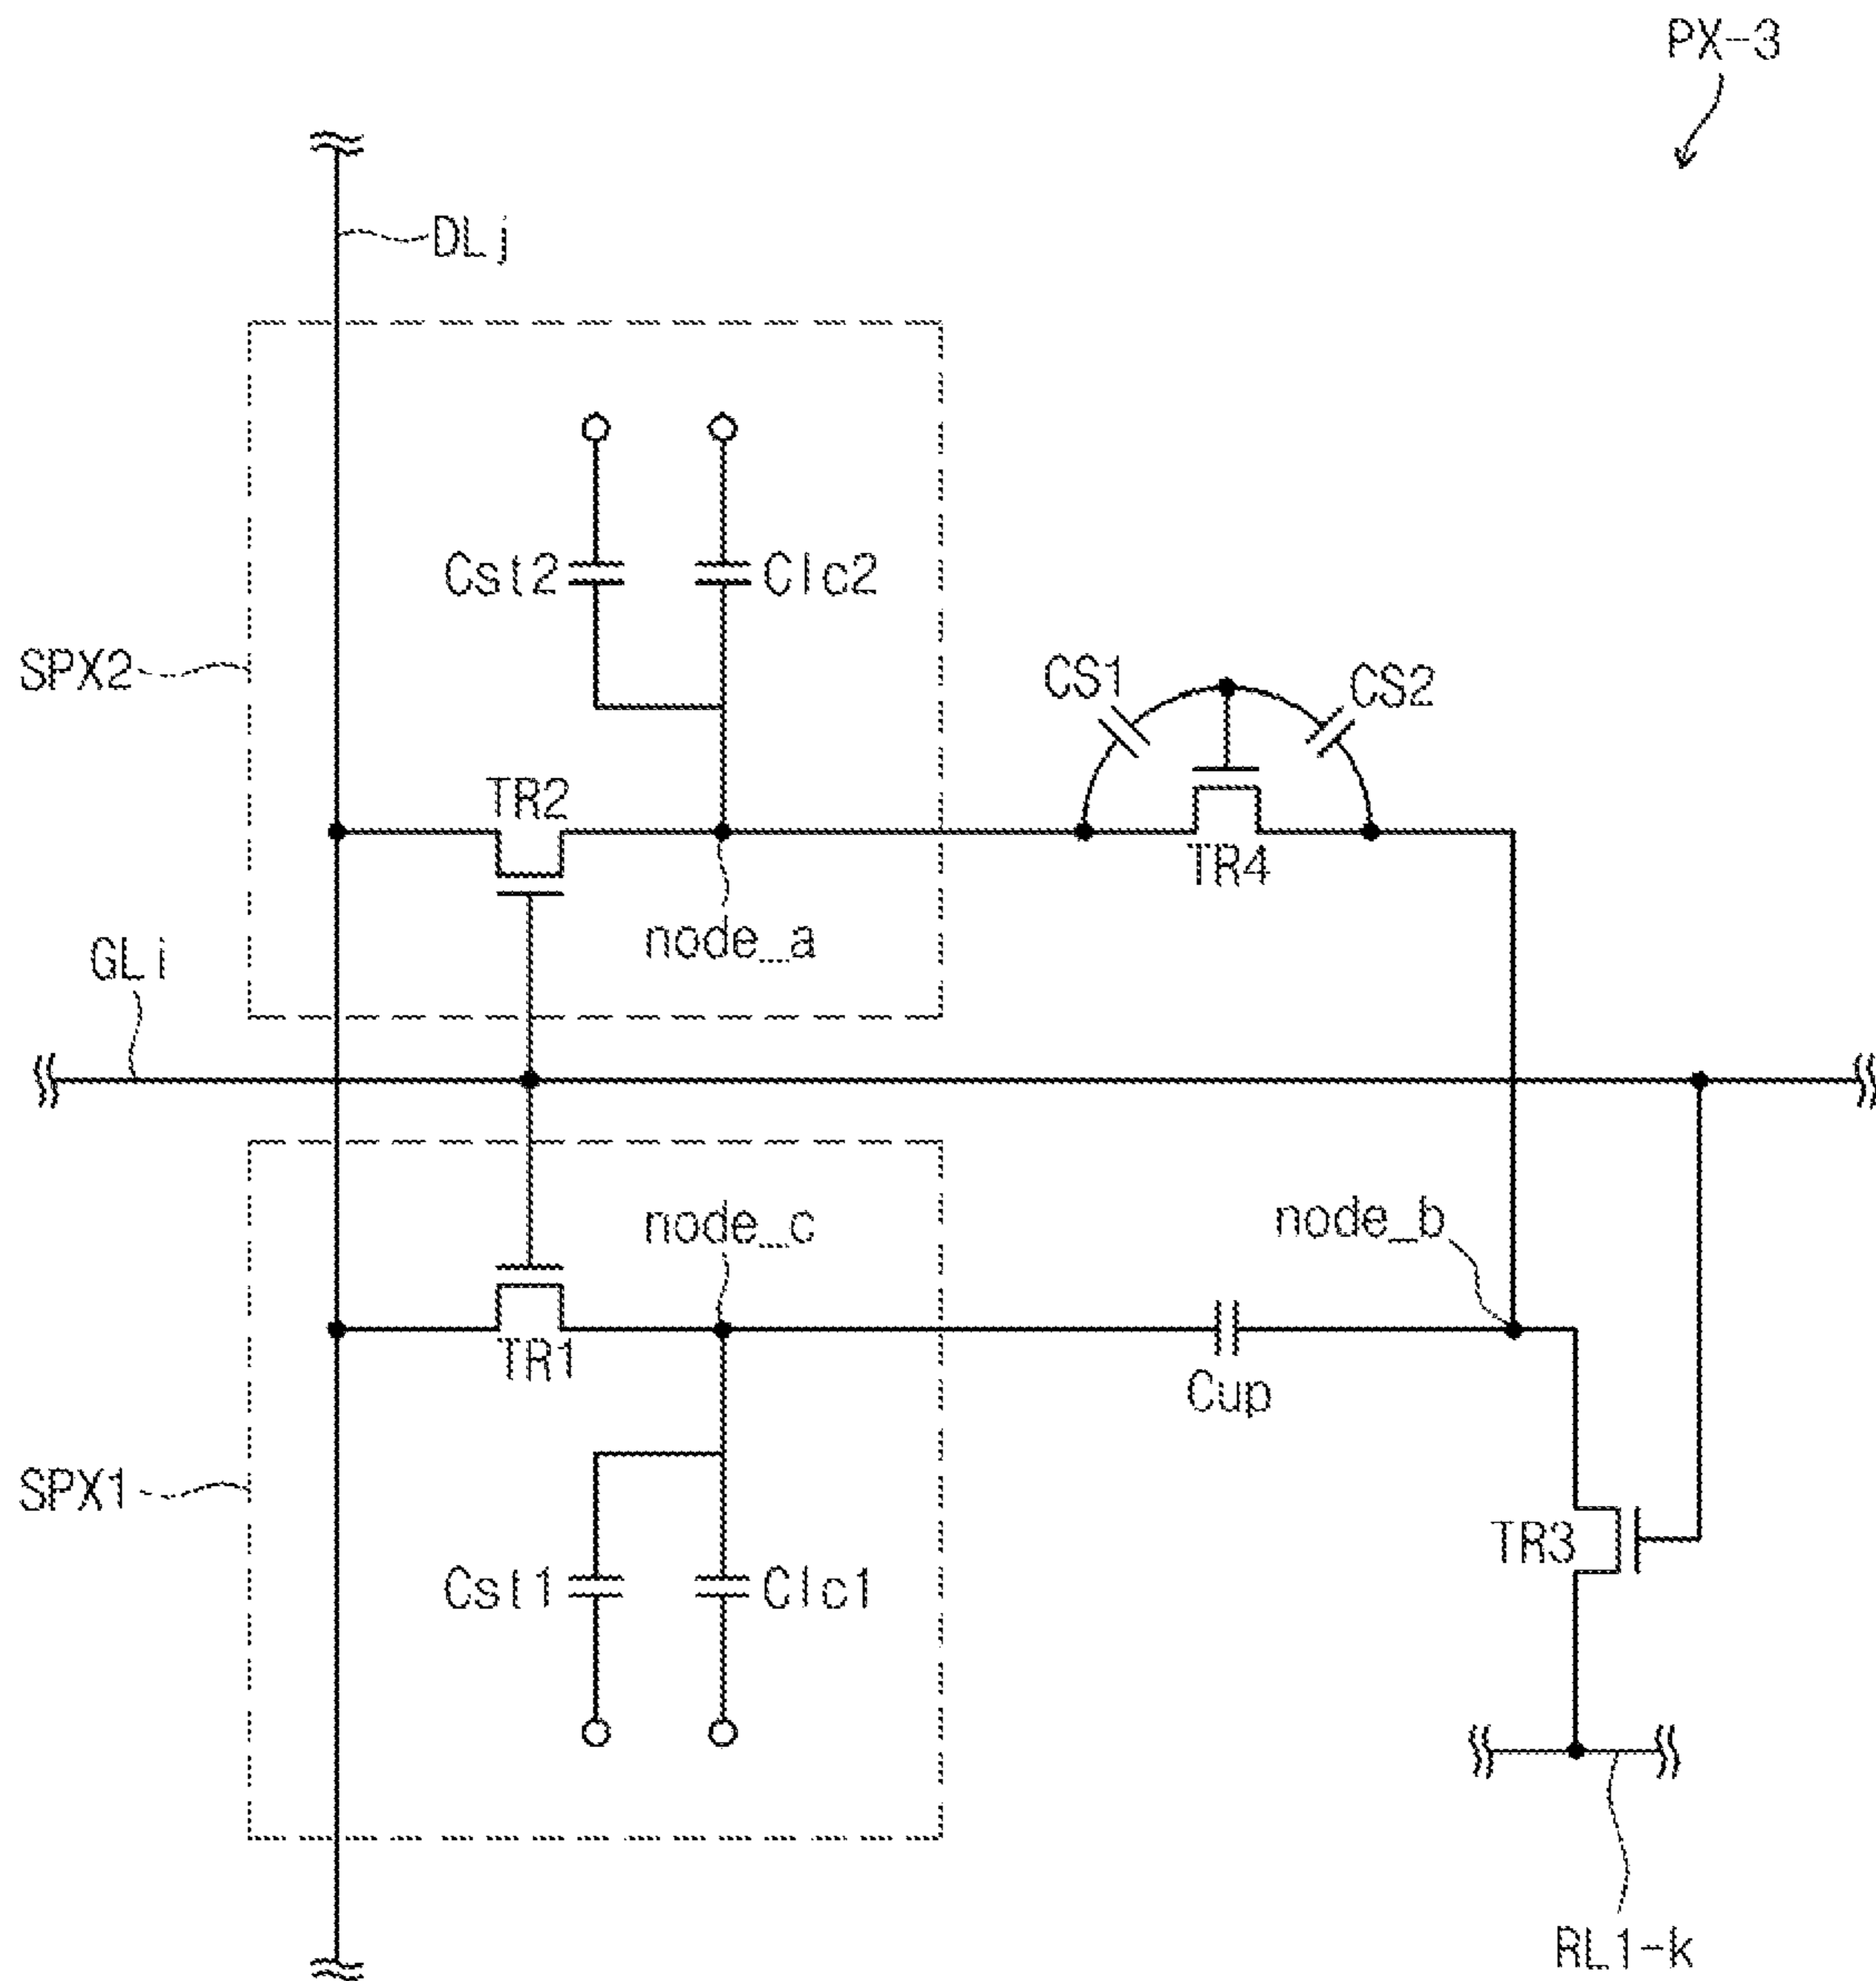 PX-3
DLj
Cst2
Clc2
SPX2
CS1
CS2
TR2
TR4
node_a
GLi
node_c
node_b
TR1
Cup
SPX1
TR3
Cst1
Clc1
RL1-k